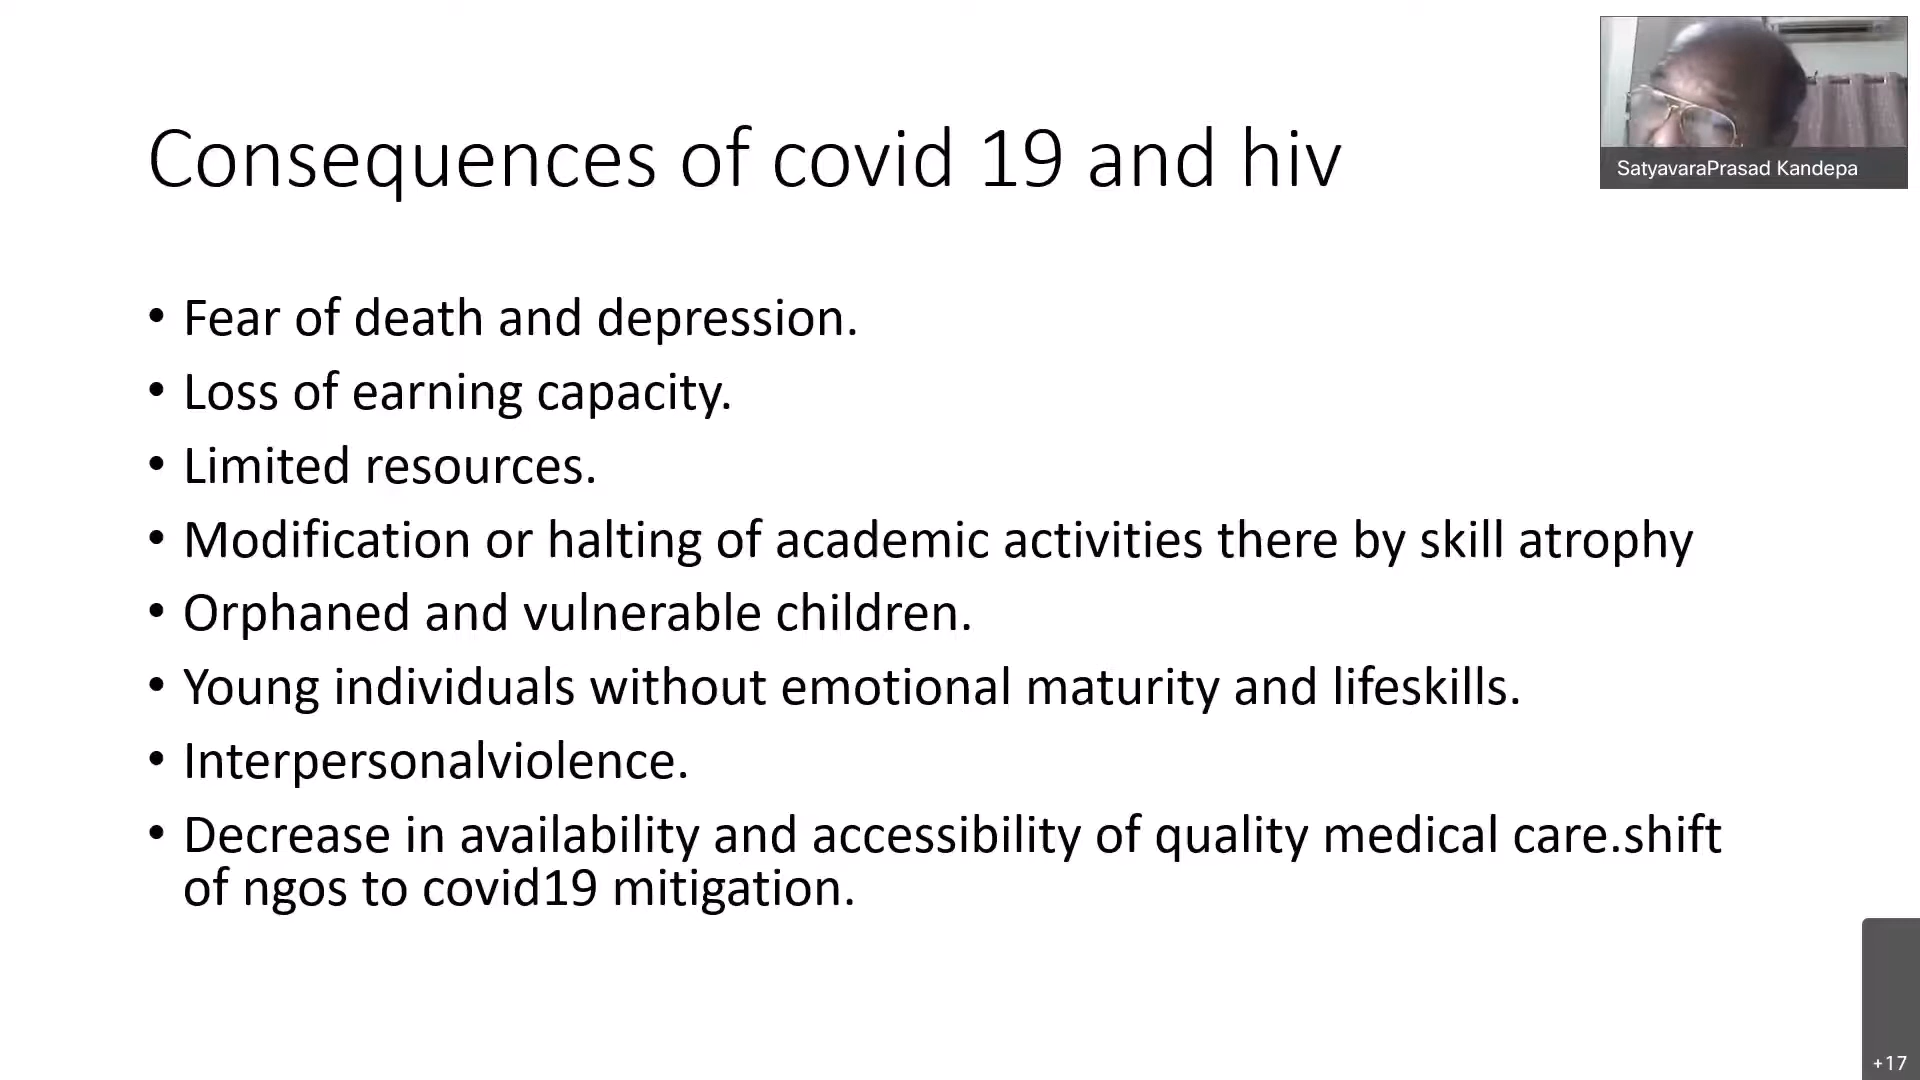 Consequences of covid 19 and hiv
SatyavaraPrasad Kandepa
• Fear of death and depression.
• Loss of earning capacity.
• Limited resources.
• Modification or halting of academic activities there by skill atrophy
• Orphaned and vulnerable children.
• Young individuals without emotional maturity and lifeskills.
• Interpersonalviolence.
• Decrease in availability and accessibility of quality medical care.shift
of ngos to covid19 mitigation.
+17